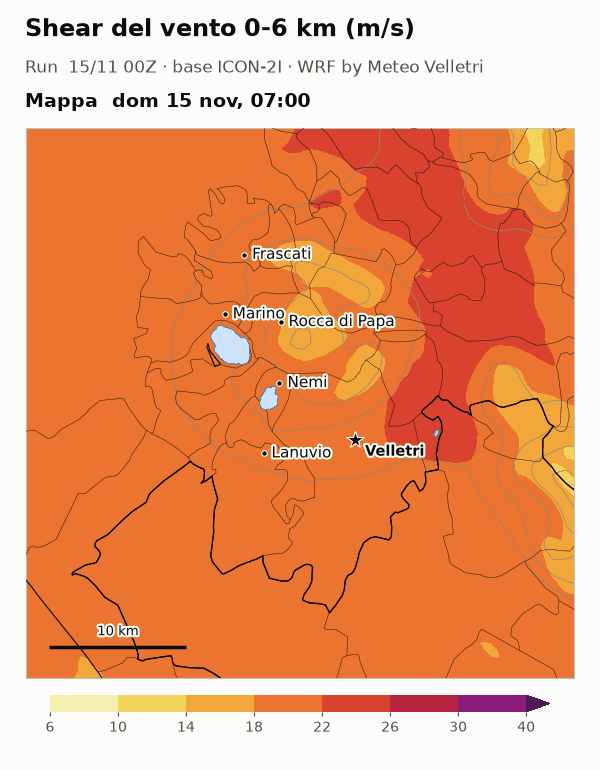 Shear del vento 0-6 km (m/s)
Run  15/11 00Z · base ICON-2I · WRF by Meteo Velletri
Mappa  dom 15 nov, 07:00
Frascati
Marino
Rocca di Papa
Nemi
Velletri
Lanuvio
10 km
6 10 14 18 22 26 30 40